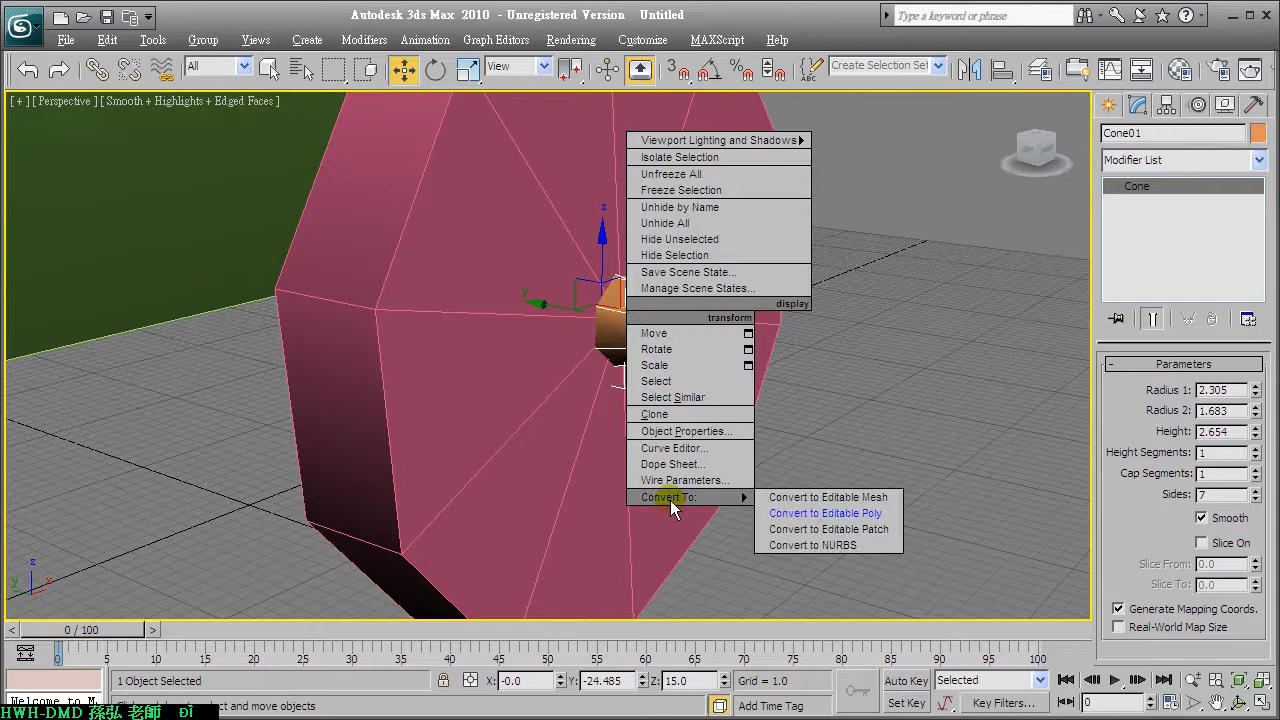 Autodesk 3ds Max 2010 - Unregistered Version Untitled
Type a keyword or phrase
File Edit Tools Group Views Create Modifiers Animation Graph Editors Rendering Customize MAXScript Help
All
View
3
ABC
Create Selection Set
[ + ] [ Perspective ] [ Smooth + Highlights + Edged Faces ]
Cone01
Modifier List
Cone
Viewport Lighting and Shadows
Isolate Selection
Unfreeze All
Freeze Selection
Unhide by Name
Unhide All
Hide Unselected
Hide Selection
Save Scene State...
Manage Scene States...
display
transform
Move
Rotate
Scale
Select
Select Similar
Clone
Object Properties...
Curve Editor...
Dope Sheet...
Wire Parameters...
Convert To:
Convert to Editable Mesh
Convert to Editable Poly
Convert to Editable Patch
Convert to NURBS
z
y
z
y
x
- Parameters
Radius 1: 2.305
Radius 2: 1.683
Height: 2.654
Height Segments: 1
Cap Segments: 1
Sides: 7
Smooth
Slice On
Slice From: 0.0
Slice To: 0.0
Generate Mapping Coords.
Real-World Map Size
< 0 / 100 >
0 5 10 15 20 25 30 35 40 45 50 55 60 65 70 75 80 85 90 95 100
1 Object Selected
X: -0.0 Y: -24.485 Z: 15.0 Grid = 1.0
Auto Key Selected
Welcome to M
select and move objects
Add Time Tag
Set Key Key Filters...
0
HWH-DMD 孫弘 老師